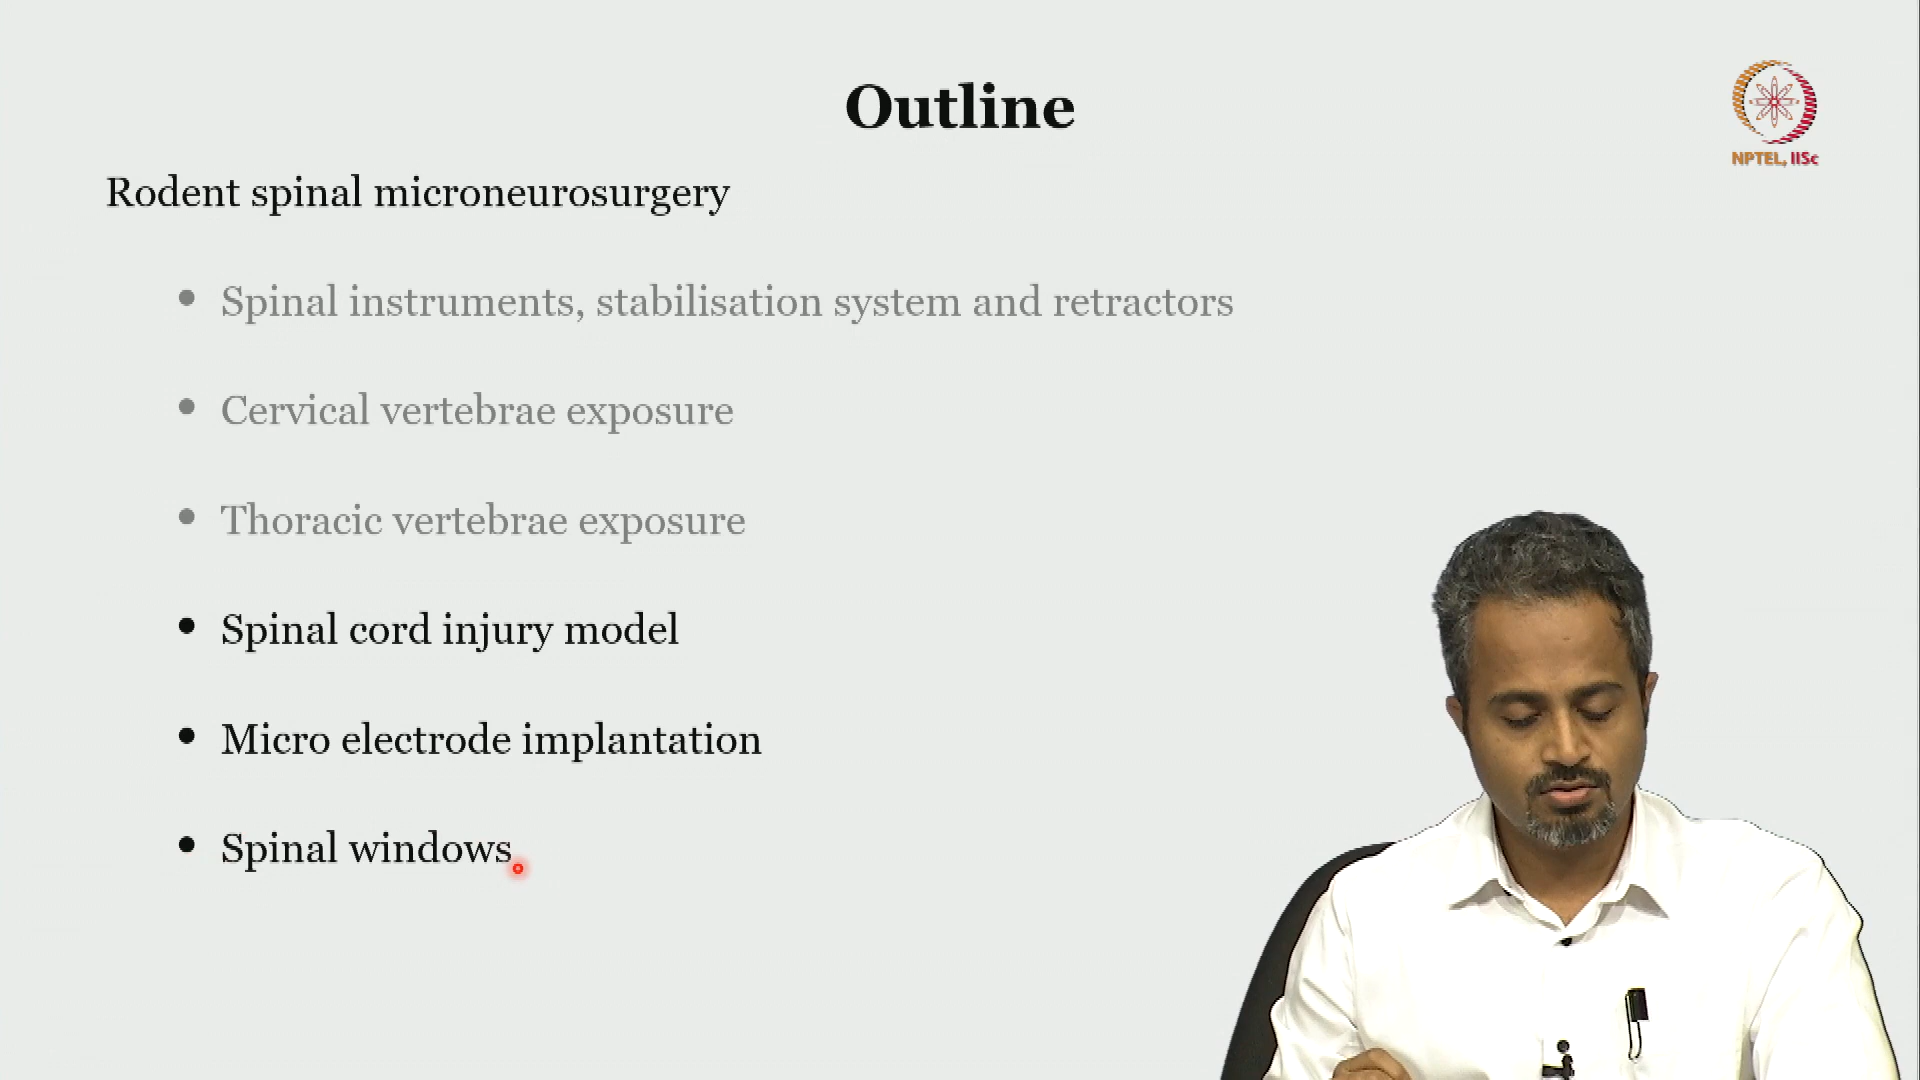 Outline
NPTEL, IISc
Rodent spinal microneurosurgery
• Spinal instruments, stabilisation system and retractors
• Cervical vertebrae exposure
• Thoracic vertebrae exposure
• Spinal cord injury model
• Micro electrode implantation
• Spinal windows